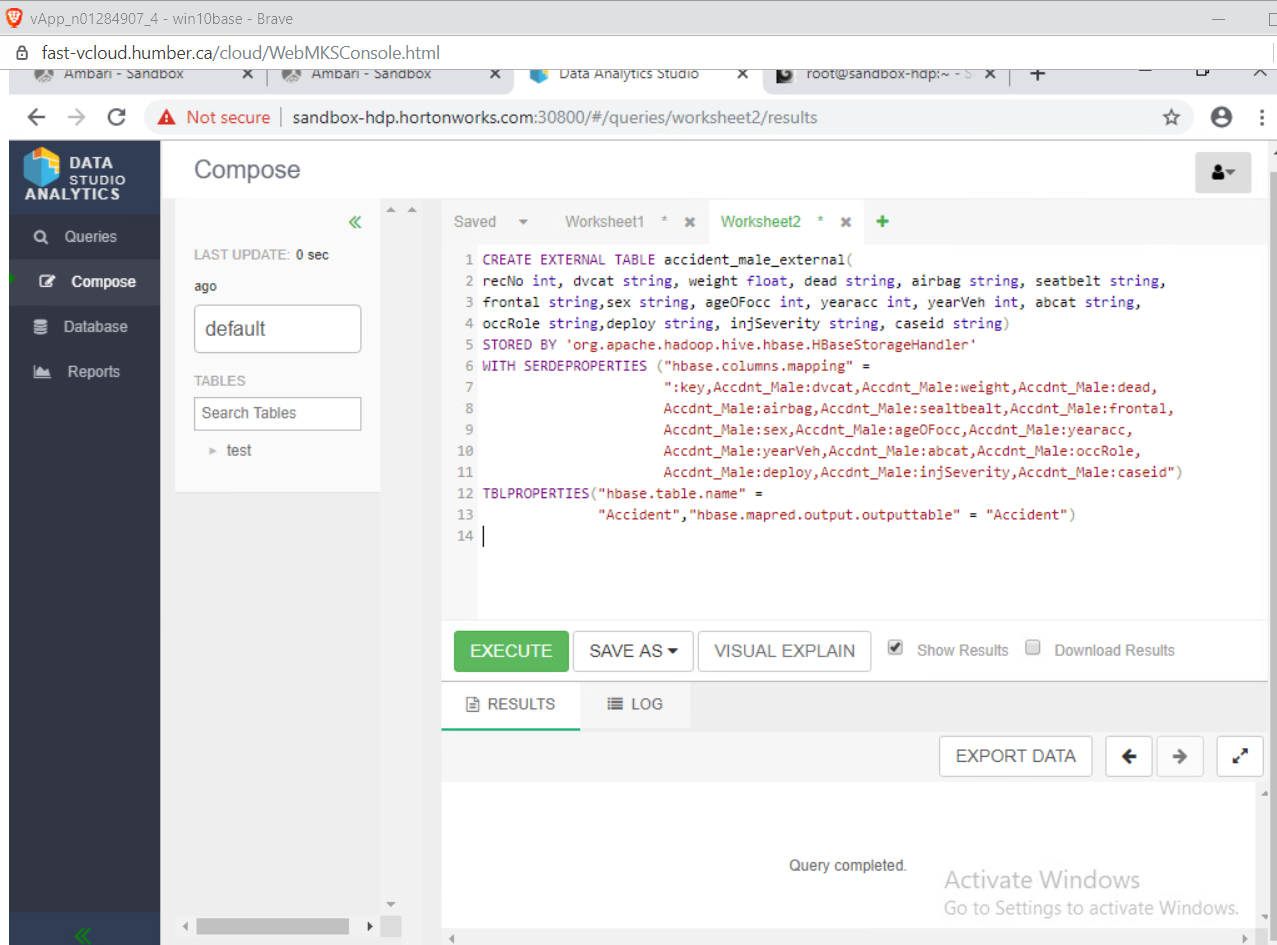 vApp_n01284907_4 - win10base - Brave
fast-vcloud.humber.ca/cloud/WebMKSConsole.html
Ambari - Sandbox
Ambari - Sandbox
Data Analytics Studio
root@sandbox-hdp:~ - S
Not secure
sandbox-hdp.hortonworks.com:30800/#/queries/worksheet2/results
DATA
STUDIO
ANALYTICS
Queries
Compose
Database
Reports
Compose
LAST UPDATE: 0 sec
ago
default
TABLES
Search Tables
test
Saved
Worksheet1 *
Worksheet2 *
1 CREATE EXTERNAL TABLE accident_male_external(
2 recNo int, dvcat string, weight float, dead string, airbag string, seatbelt string,
3 frontal string,sex string, ageOFocc int, yearacc int, yearVeh int, abcat string,
4 occRole string,deploy string, injSeverity string, caseid string)
5 STORED BY 'org.apache.hadoop.hive.hbase.HBaseStorageHandler'
6 WITH SERDEPROPERTIES ("hbase.columns.mapping" =
7 ":key,Accdnt_Male:dvcat,Accdnt_Male:weight,Accdnt_Male:dead,
8 Accdnt_Male:airbag,Accdnt_Male:sealtbealt,Accdnt_Male:frontal,
9 Accdnt_Male:sex,Accdnt_Male:ageOFocc,Accdnt_Male:yearacc,
10 Accdnt_Male:yearVeh,Accdnt_Male:abcat,Accdnt_Male:occRole,
11 Accdnt_Male:deploy,Accdnt_Male:injSeverity,Accdnt_Male:caseid")
12 TBLPROPERTIES("hbase.table.name" =
13 "Accident","hbase.mapred.output.outputtable" = "Accident")
14
EXECUTE
SAVE AS
VISUAL EXPLAIN
Show Results
Download Results
RESULTS
LOG
EXPORT DATA
Query completed.
Activate Windows
Go to Settings to activate Windows.